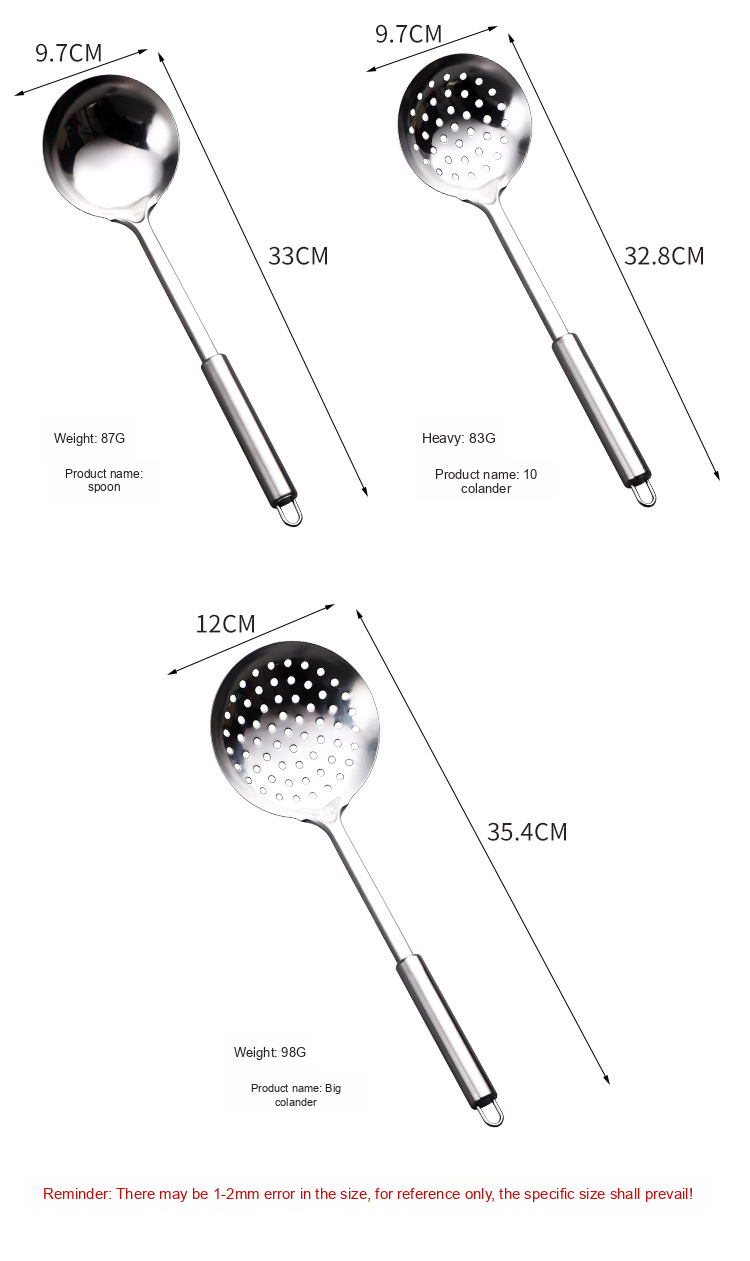 9.7CM
33CM
Weight: 87G
Product name:
spoon
9.7CM
32.8CM
Heavy: 83G
Product name: 10
colander
12CM
35.4CM
Weight: 98G
Product name: Big
colander
Reminder: There may be 1-2mm error in the size, for reference only, the specific size shall prevail!